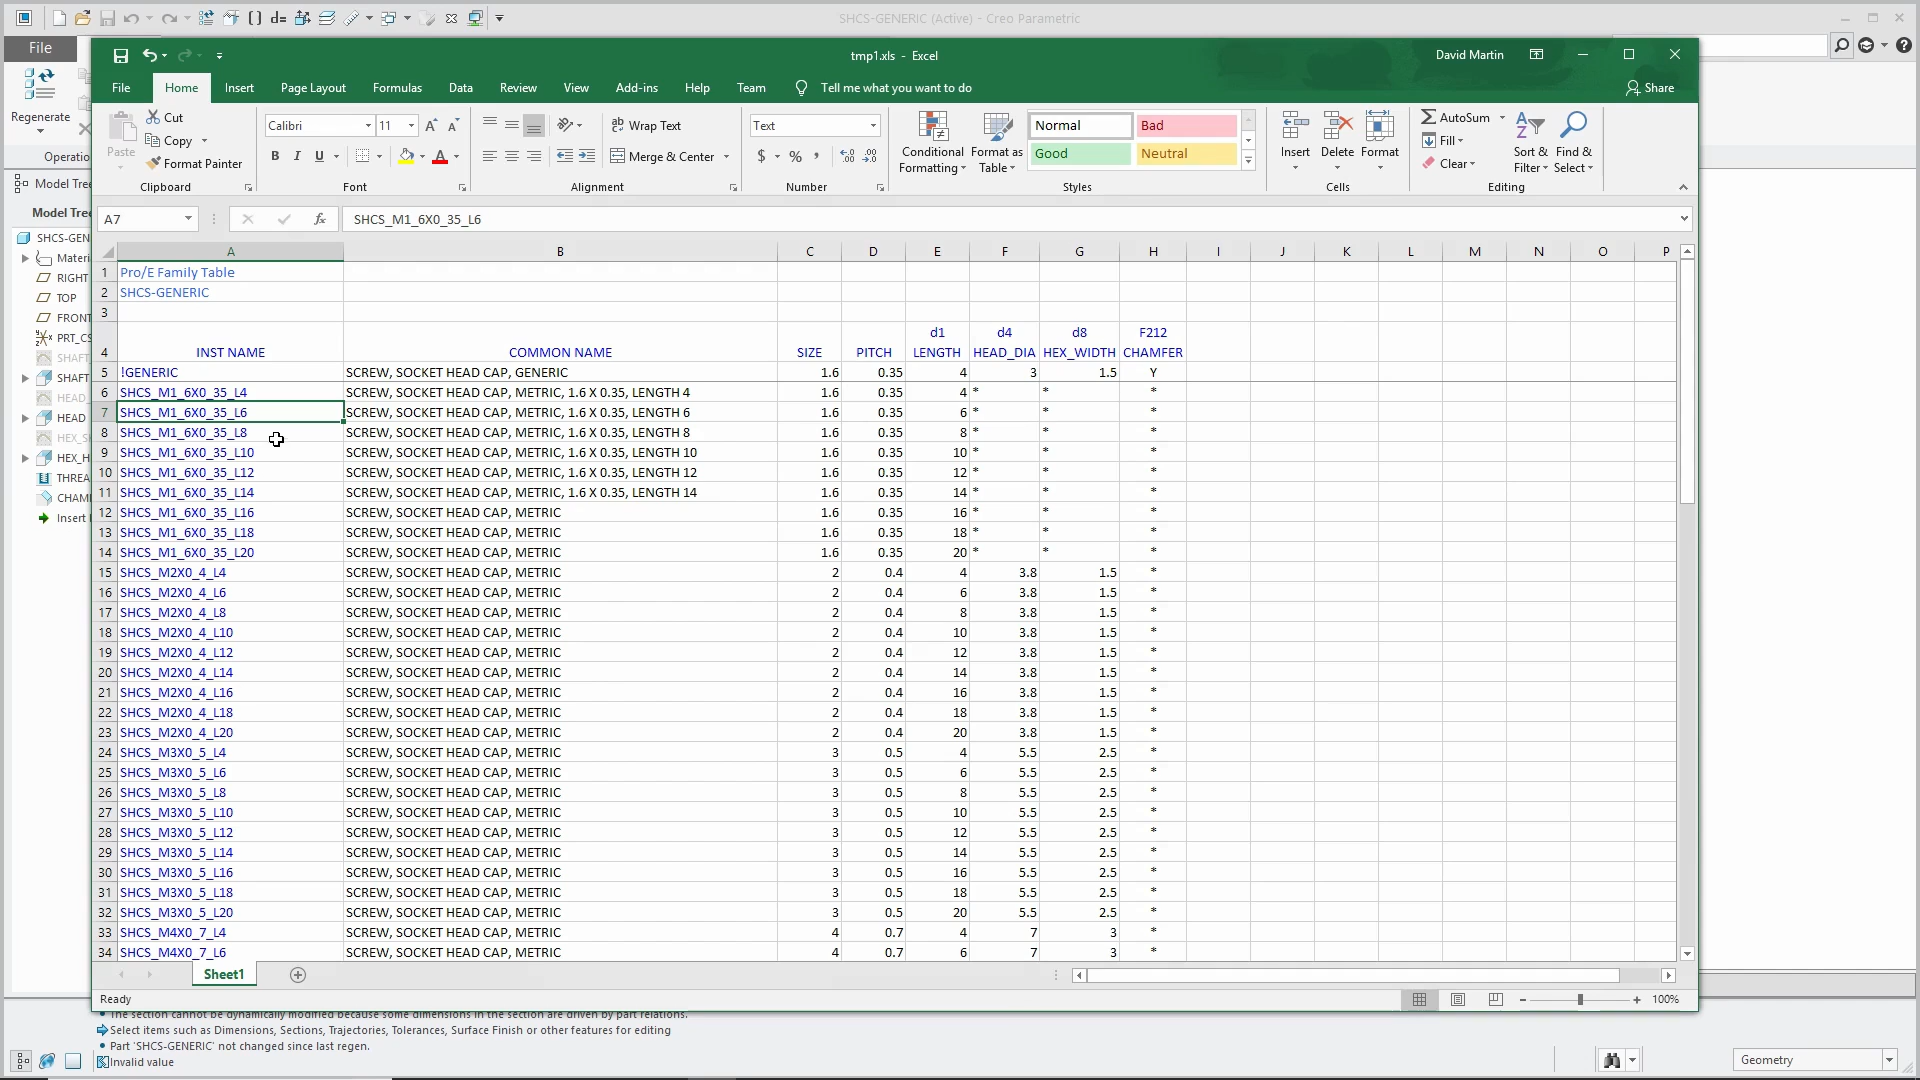 SHCS-GENERIC (Active) - Creo Parametric
File
tmp1.xls - Excel
David Martin
File Home Insert Page Layout Formulas Data Review View Add-ins Help Team Tell me what you want to do Share
Regenerate
Operatio
Paste
Cut
Copy
Format Painter
Clipboard
Calibri 11
B I U
Font
Wrap Text
Merge & Center
Alignment
Text
$ % ,
Number
Conditional Formatting
Format as Table
Normal Bad
Good Neutral
Styles
Insert Delete Format
Cells
AutoSum
Fill
Clear
Sort & Filter
Find & Select
Editing
A7 fx SHCS_M1_6X0_35_L6
Model Tre
Model Tre
SHCS-GEN
Materi
RIGHT
TOP
FRONT
PRT_CS
SHAFT
SHAFT
HEAD_
HEAD
HEX_S
HEX_H
THREA
CHAM
Insert
A B C D E F G H I J K L M N O P
1 Pro/E Family Table
2 SHCS-GENERIC
3
d1 d4 d8 F212
4 INST NAME COMMON NAME SIZE PITCH LENGTH HEAD_DIA HEX_WIDTH CHAMFER
5 !GENERIC SCREW, SOCKET HEAD CAP, GENERIC 1.6 0.35 4 3 1.5 Y
6 SHCS_M1_6X0_35_L4 SCREW, SOCKET HEAD CAP, METRIC, 1.6 X 0.35, LENGTH 4 1.6 0.35 4 * * *
7 SHCS_M1_6X0_35_L6 SCREW, SOCKET HEAD CAP, METRIC, 1.6 X 0.35, LENGTH 6 1.6 0.35 6 * * *
8 SHCS_M1_6X0_35_L8 SCREW, SOCKET HEAD CAP, METRIC, 1.6 X 0.35, LENGTH 8 1.6 0.35 8 * * *
9 SHCS_M1_6X0_35_L10 SCREW, SOCKET HEAD CAP, METRIC, 1.6 X 0.35, LENGTH 10 1.6 0.35 10 * * *
10 SHCS_M1_6X0_35_L12 SCREW, SOCKET HEAD CAP, METRIC, 1.6 X 0.35, LENGTH 12 1.6 0.35 12 * * *
11 SHCS_M1_6X0_35_L14 SCREW, SOCKET HEAD CAP, METRIC, 1.6 X 0.35, LENGTH 14 1.6 0.35 14 * * *
12 SHCS_M1_6X0_35_L16 SCREW, SOCKET HEAD CAP, METRIC 1.6 0.35 16 * * *
13 SHCS_M1_6X0_35_L18 SCREW, SOCKET HEAD CAP, METRIC 1.6 0.35 18 * * *
14 SHCS_M1_6X0_35_L20 SCREW, SOCKET HEAD CAP, METRIC 1.6 0.35 20 * * *
15 SHCS_M2X0_4_L4 SCREW, SOCKET HEAD CAP, METRIC 2 0.4 4 3.8 1.5 *
16 SHCS_M2X0_4_L6 SCREW, SOCKET HEAD CAP, METRIC 2 0.4 6 3.8 1.5 *
17 SHCS_M2X0_4_L8 SCREW, SOCKET HEAD CAP, METRIC 2 0.4 8 3.8 1.5 *
18 SHCS_M2X0_4_L10 SCREW, SOCKET HEAD CAP, METRIC 2 0.4 10 3.8 1.5 *
19 SHCS_M2X0_4_L12 SCREW, SOCKET HEAD CAP, METRIC 2 0.4 12 3.8 1.5 *
20 SHCS_M2X0_4_L14 SCREW, SOCKET HEAD CAP, METRIC 2 0.4 14 3.8 1.5 *
21 SHCS_M2X0_4_L16 SCREW, SOCKET HEAD CAP, METRIC 2 0.4 16 3.8 1.5 *
22 SHCS_M2X0_4_L18 SCREW, SOCKET HEAD CAP, METRIC 2 0.4 18 3.8 1.5 *
23 SHCS_M2X0_4_L20 SCREW, SOCKET HEAD CAP, METRIC 2 0.4 20 3.8 1.5 *
24 SHCS_M3X0_5_L4 SCREW, SOCKET HEAD CAP, METRIC 3 0.5 4 5.5 2.5 *
25 SHCS_M3X0_5_L6 SCREW, SOCKET HEAD CAP, METRIC 3 0.5 6 5.5 2.5 *
26 SHCS_M3X0_5_L8 SCREW, SOCKET HEAD CAP, METRIC 3 0.5 8 5.5 2.5 *
27 SHCS_M3X0_5_L10 SCREW, SOCKET HEAD CAP, METRIC 3 0.5 10 5.5 2.5 *
28 SHCS_M3X0_5_L12 SCREW, SOCKET HEAD CAP, METRIC 3 0.5 12 5.5 2.5 *
29 SHCS_M3X0_5_L14 SCREW, SOCKET HEAD CAP, METRIC 3 0.5 14 5.5 2.5 *
30 SHCS_M3X0_5_L16 SCREW, SOCKET HEAD CAP, METRIC 3 0.5 16 5.5 2.5 *
31 SHCS_M3X0_5_L18 SCREW, SOCKET HEAD CAP, METRIC 3 0.5 18 5.5 2.5 *
32 SHCS_M3X0_5_L20 SCREW, SOCKET HEAD CAP, METRIC 3 0.5 20 5.5 2.5 *
33 SHCS_M4X0_7_L4 SCREW, SOCKET HEAD CAP, METRIC 4 0.7 4 7 3 *
34 SHCS_M4X0_7_L6 SCREW, SOCKET HEAD CAP, METRIC 4 0.7 6 7 3 *
Sheet1
Ready 100%
The section cannot be dynamically modified because some dimensions in the section are driven by part relations.
Select items such as Dimensions, Sections, Trajectories, Tolerances, Surface Finish or other features for editing
• Part 'SHCS-GENERIC' not changed since last regen.
Invalid value
Geometry